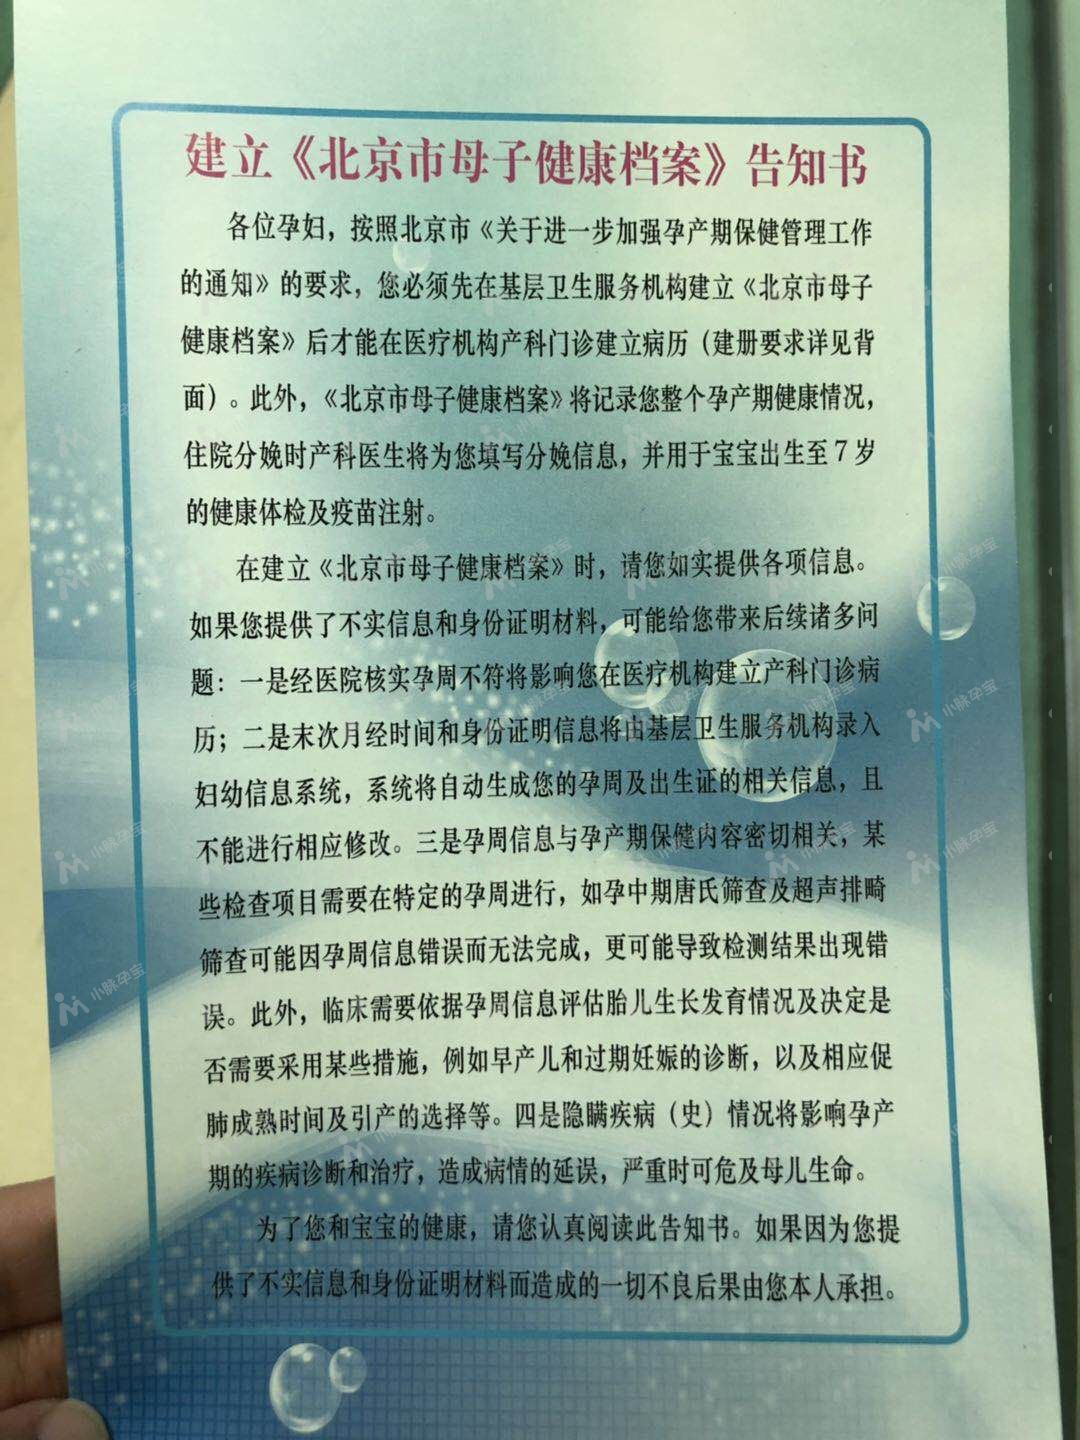 建立《北京市母子健康档案》告知书
各位孕妇，按照北京市《关于进一步加强孕产期保健管理工作
的通知》的要求，您必须先在基层卫生服务机构建立《北京市母子
健康档案》后才能在医疗机构产科门诊建立病历（建册要求详见背
面）。此外，《北京市母子健康档案》将记录您整个孕产期健康情况，
住院分娩时产科医生将为您填写分娩信息，并用于宝宝出生至7岁
的健康体检及疫苗注射。
在建立《北京市母子健康档案》时，请您如实提供各项信息。
如果您提供了不实信息和身份证明材料，可能给您带来后续诸多问
题：一是经医院核实孕周不符将影响您在医疗机构建立产科门诊病
历；二是末次月经时间和身份证明信息将由基层卫生服务机构录入
妇幼信息系统，系统将自动生成您的孕周及出生证的相关信息，且
不能进行相应修改。三是孕周信息与孕产期保健内容密切相关，某
些检查项目需要在特定的孕周进行，如孕中期唐氏筛查及超声排畸
筛查可能因孕周信息错误而无法完成，更可能导致检测结果出现错
误。此外，临床需要依据孕周信息评估胎儿生长发育情况及决定是
否需要采用某些措施，例如早产儿和过期妊娠的诊断，以及相应促
肺成熟时间及引产的选择等。四是隐瞒疾病（史）情况将影响孕产
期的疾病诊断和治疗，造成病情的延误，严重时可危及母儿生命。
为了您和宝宝的健康，请您认真阅读此告知书。如果因为您提
供了不实信息和身份证明材料而造成的一切不良后果由您本人承担。
小脉孕宝
小脉孕宝
小脉孕宝
小脉孕宝
小脉孕宝